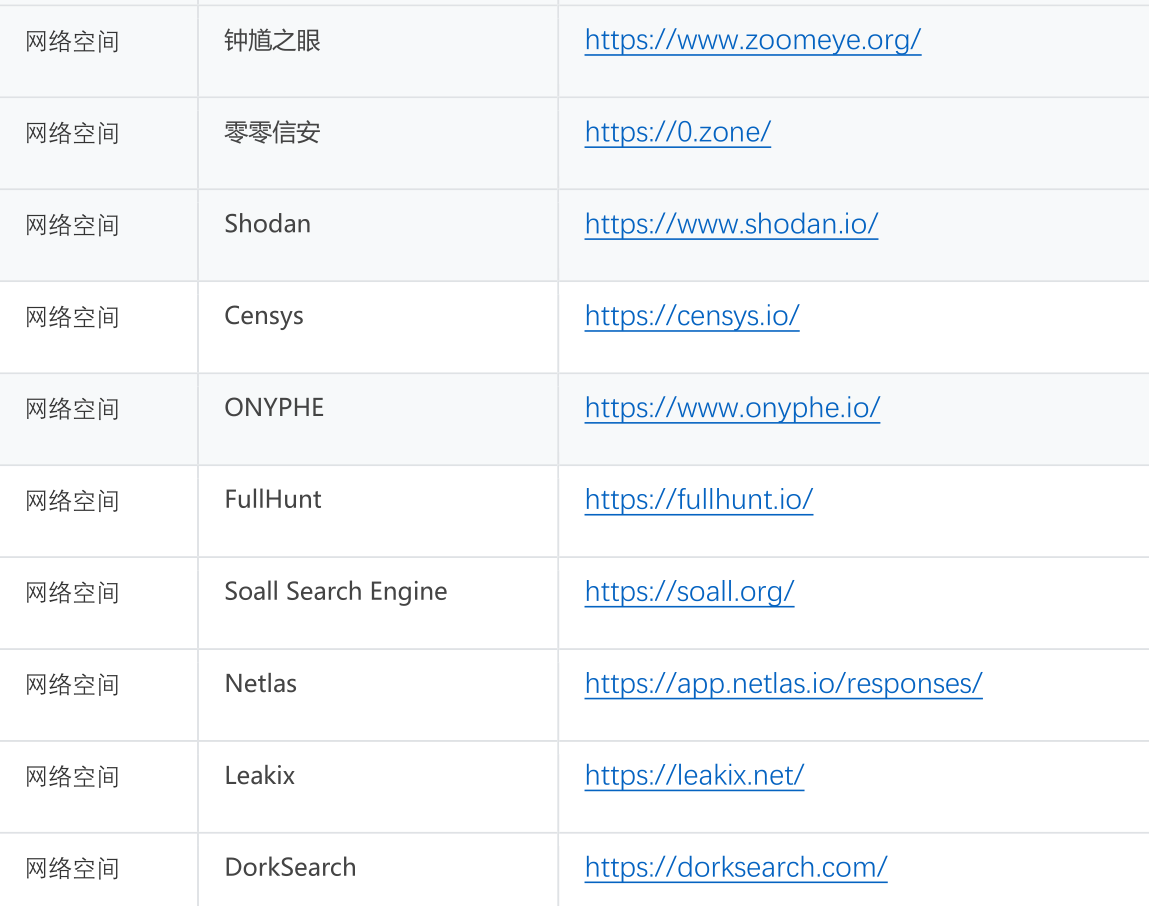 网络空间 钟馗之眼 https://www.zoomeye.org/
网络空间 零零信安 https://0.zone/
网络空间 Shodan https://www.shodan.io/
网络空间 Censys https://censys.io/
网络空间 ONYPHE https://www.onyphe.io/
网络空间 FullHunt https://fullhunt.io/
网络空间 Soall Search Engine https://soall.org/
网络空间 Netlas https://app.netlas.io/responses/
网络空间 Leakix https://leakix.net/
网络空间 DorkSearch https://dorksearch.com/